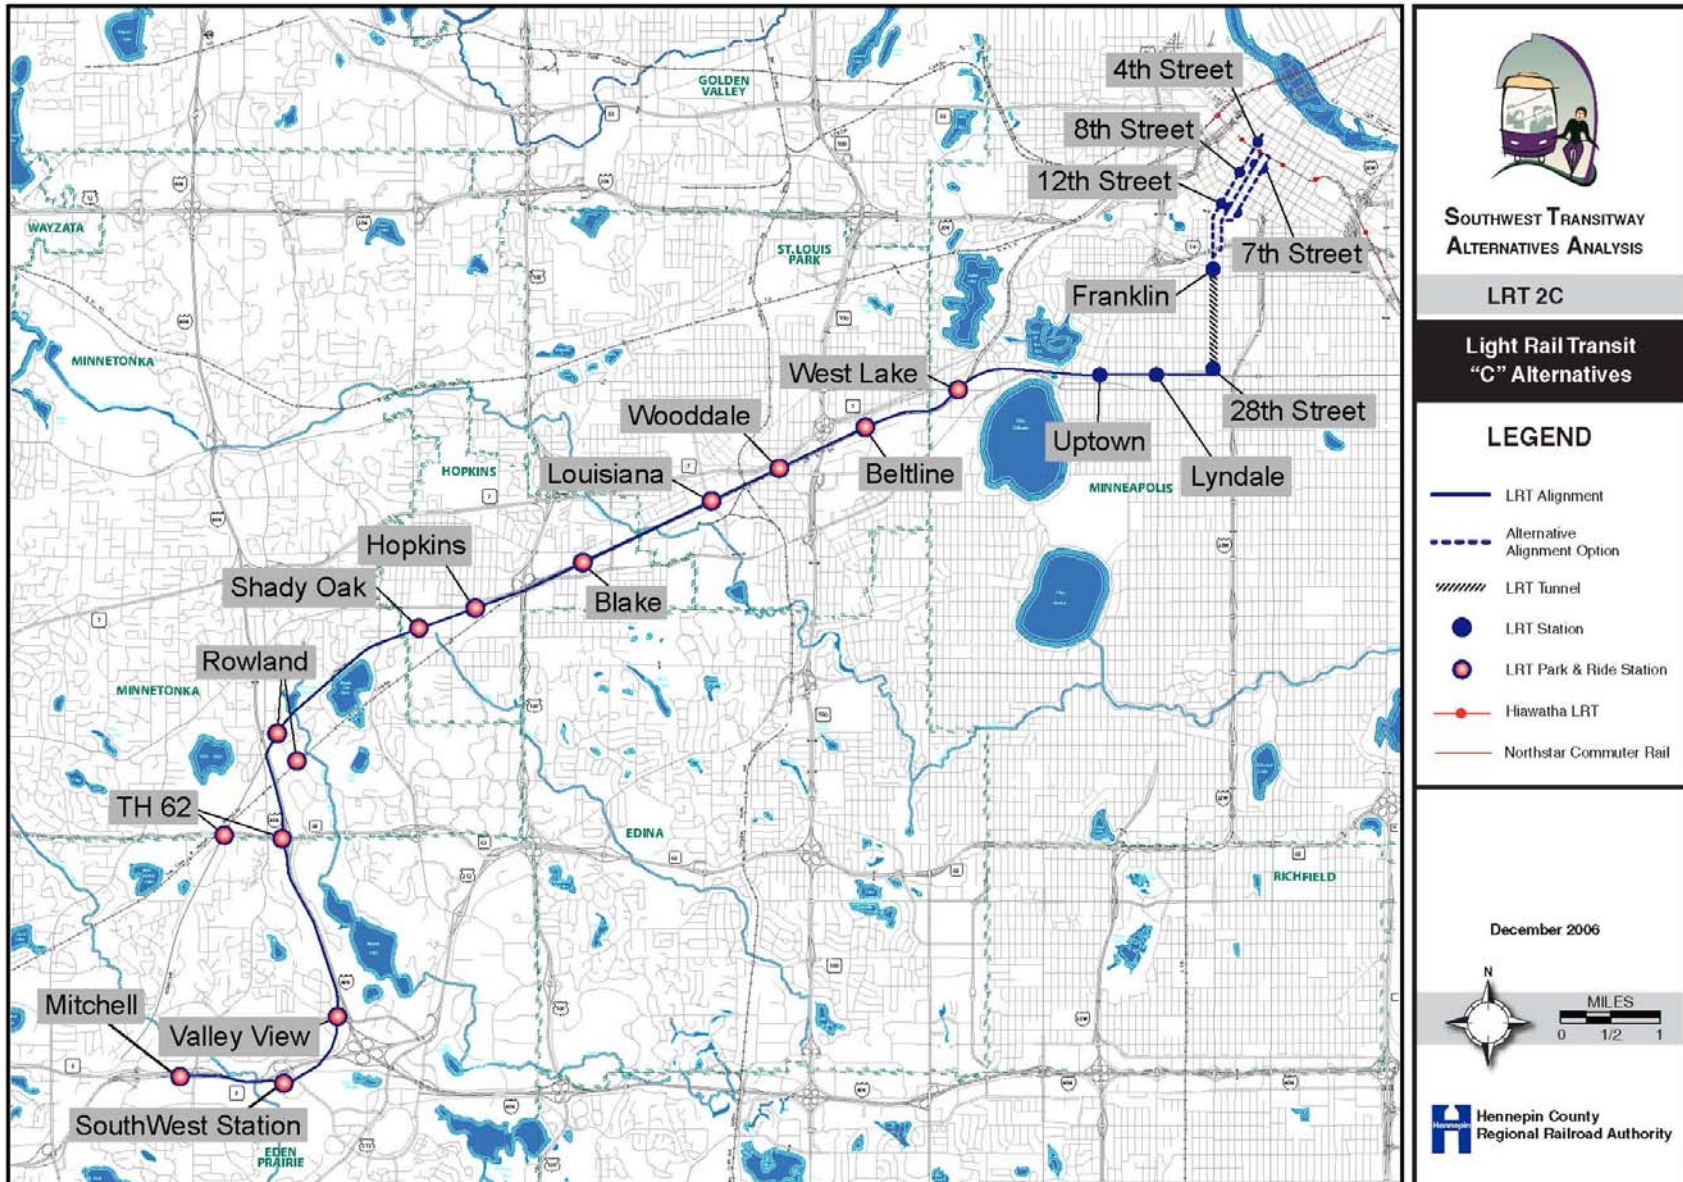 GOLDEN
VALLEY
4th Street
8th Street
12th Street
7th Street
WAYZATA
ST.LOUIS
PARK
Franklin
MINNETONKA
West Lake
Wooddale
28th Street
Uptown
Louisiana
HOPKINS
Beltline
Lyndale
MINNEAPOLIS
Hopkins
Shady Oak
Blake
Rowland
MINNETONKA
TH 62
EDINA
RICHFIELD
Mitchell
Valley View
SouthWest Station
EDEN
PRAIRIE
SOUTHWEST TRANSITWAY
ALTERNATIVES ANALYSIS
LRT 2C
Light Rail Transit
“C” Alternatives
LEGEND
LRT Alignment
Alternative
Alignment Option
LRT Tunnel
LRT Station
LRT Park & Ride Station
Hiawatha LRT
Northstar Commuter Rail
December 2006
N
MILES
0 1/2 1
Hennepin
Hennepin County
Regional Railroad Authority